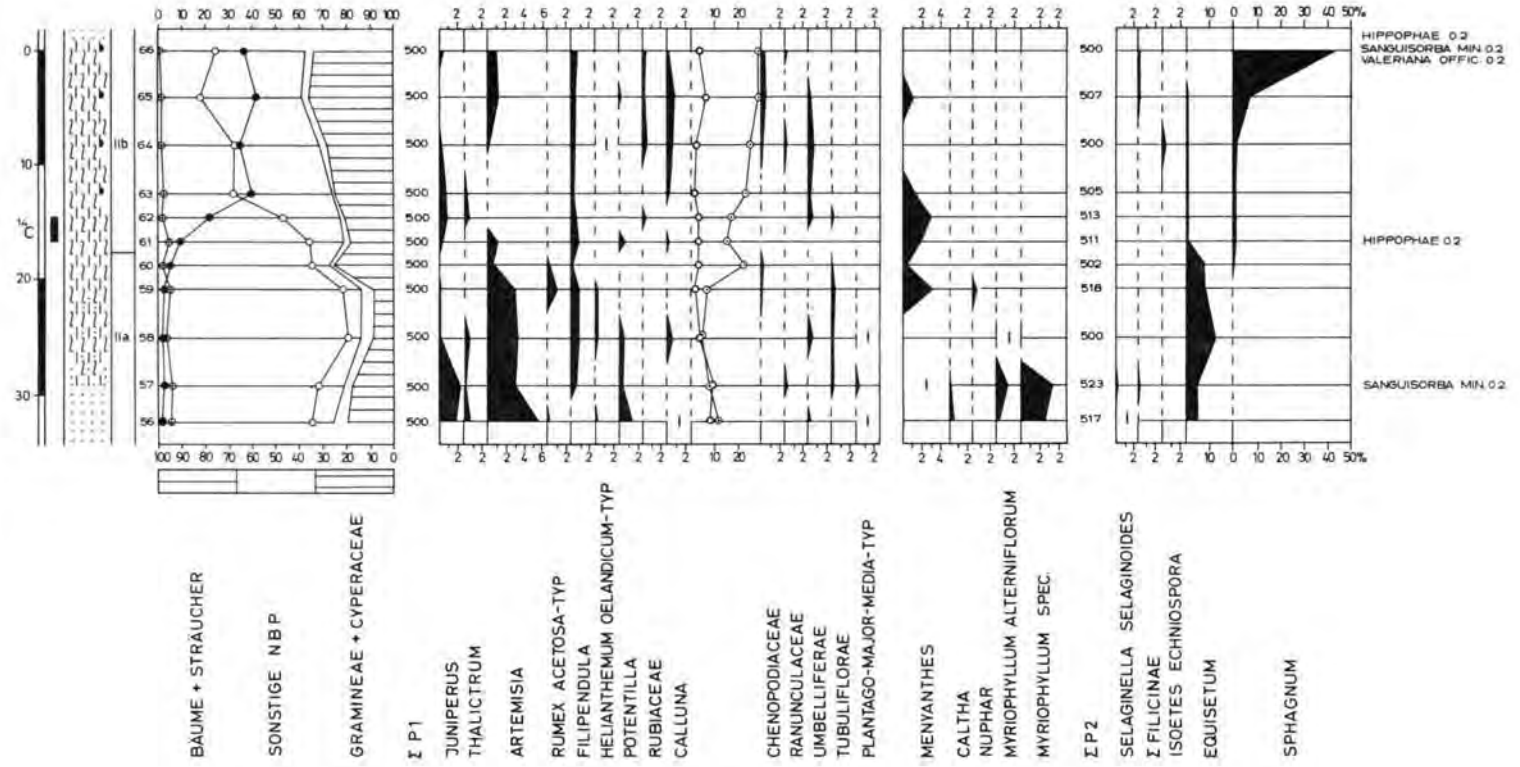 0 10 20 30 40 50 60 70 80 90 100
2 2 2 4 6 2 2 2 2 2 2 10 20 2 2 2 2 2
2 4 2 2 2 2
2 2 2 10 0 10 20 30 40 50%
HIPPOPHAE 0.2
SANGUISORBA MIN. 0.2
VALERIANA OFFIC. 0.2
0 66 500 500
65 500 507
IIb 64 500 500
10
63 500 505
62 500 513
14C 61 500 511 HIPPOPHAE 0.2
60 500 502
20 59 500 518
IIa 58 500 500
57 500 523 SANGUISORBA MIN. 0.2
30
56 500 517
100 90 80 70 60 50 40 30 20 10 0
2 2 2 4 6 2 2 2 2 2 2 10 20 2 2 2 2 2
2 4 2 2 2 2
2 2 2 10 0 10 20 30 40 50%
BÄUME + STRÄUCHER
SONSTIGE NBP
GRAMINEAE + CYPERACEAE
Σ P1
JUNIPERUS
THALICTRUM
ARTEMISIA
RUMEX ACETOSA-TYP
FILIPENDULA
HELIANTHEMUM OELANDICUM-TYP
POTENTILLA
RUBIACEAE
CALLUNA
CHENOPODIACEAE
RANUNCULACEAE
UMBELLIFERAE
TUBULIFLORAE
PLANTAGO-MAJOR-MEDIA-TYP
MENYANTHES
CALTHA
NUPHAR
MYRIOPHYLLUM ALTERNIFLORUM
MYRIOPHYLLUM SPEC.
Σ P2
SELAGINELLA SELAGINOIDES
Σ FILICINAE
ISOETES ECHNIOSPORA
EQUISETUM
SPHAGNUM